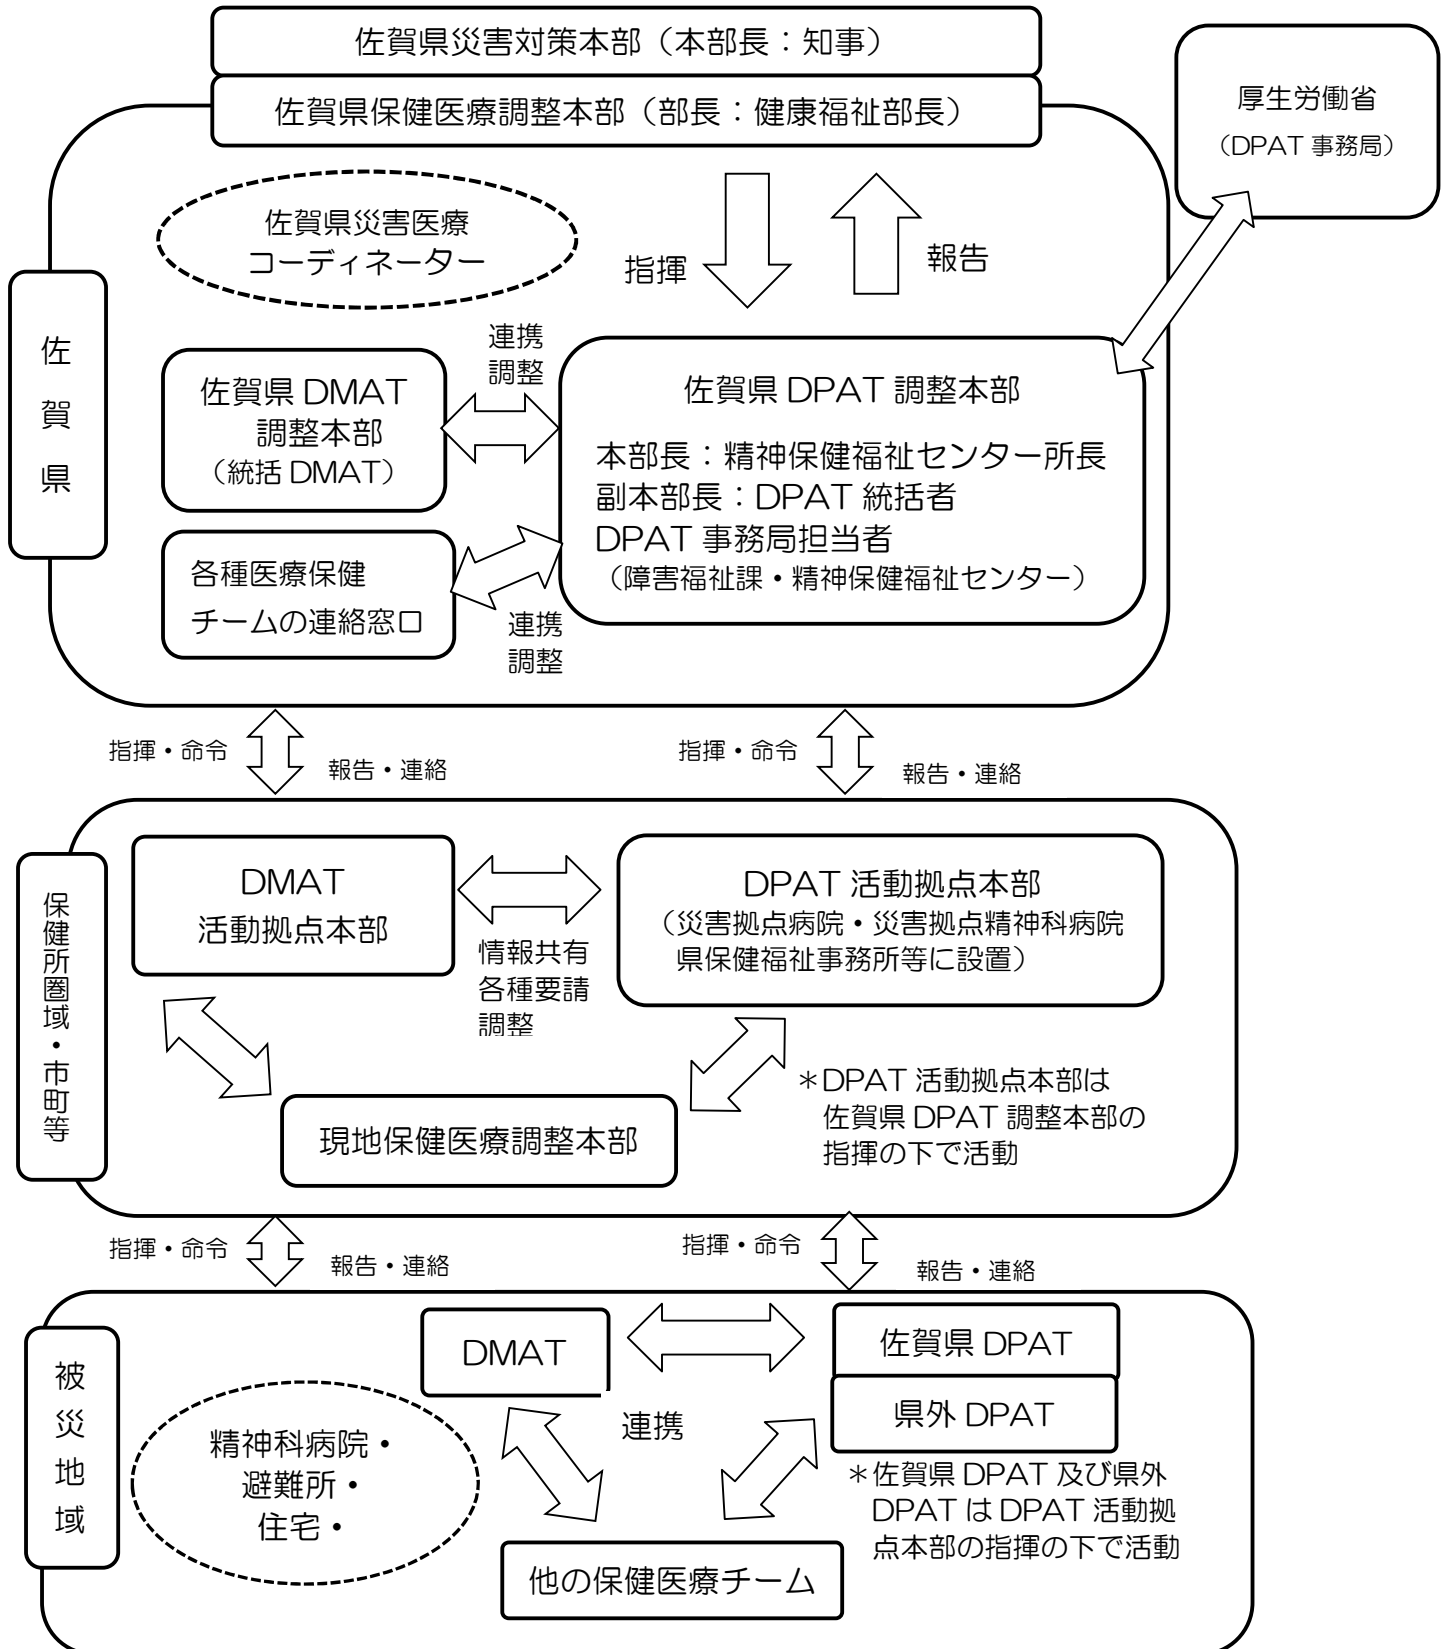 佐賀県災害対策本部（本部長：知事）
佐賀県保健医療調整本部（部長：健康福祉部長）
厚生労働省
（DPAT 事務局）
佐賀県災害医療
コーディネーター
指揮
報告
佐賀県
連携
調整
佐賀県 DMAT
調整本部
（統括 DMAT）
佐賀県 DPAT 調整本部
本部長：精神保健福祉センター所長
副本部長：DPAT 統括者
DPAT 事務局担当者
（障害福祉課・精神保健福祉センター）
各種医療保健
チームの連絡窓口
連携
調整
指揮・命令
報告・連絡
指揮・命令
報告・連絡
保健所圏域・市町等
DMAT
活動拠点本部
情報共有
各種要請
調整
DPAT 活動拠点本部
（災害拠点病院・災害拠点精神科病院
県保健福祉事務所等に設置）
＊DPAT 活動拠点本部は
佐賀県 DPAT 調整本部の
指揮の下で活動
現地保健医療調整本部
指揮・命令
報告・連絡
指揮・命令
報告・連絡
被災地域
DMAT
佐賀県 DPAT
県外 DPAT
連携
精神科病院・
避難所・
住宅・
＊佐賀県 DPAT 及び県外
DPAT は DPAT 活動拠
点本部の指揮の下で活動
他の保健医療チーム